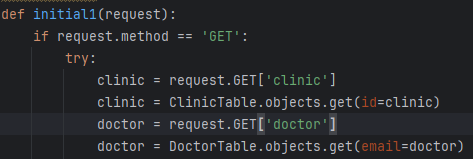 def initial1(request):
    if request.method == 'GET':
        try:
            clinic = request.GET['clinic']
            clinic = ClinicTable.objects.get(id=clinic)
            doctor = request.GET['doctor']
            doctor = DoctorTable.objects.get(email=doctor)